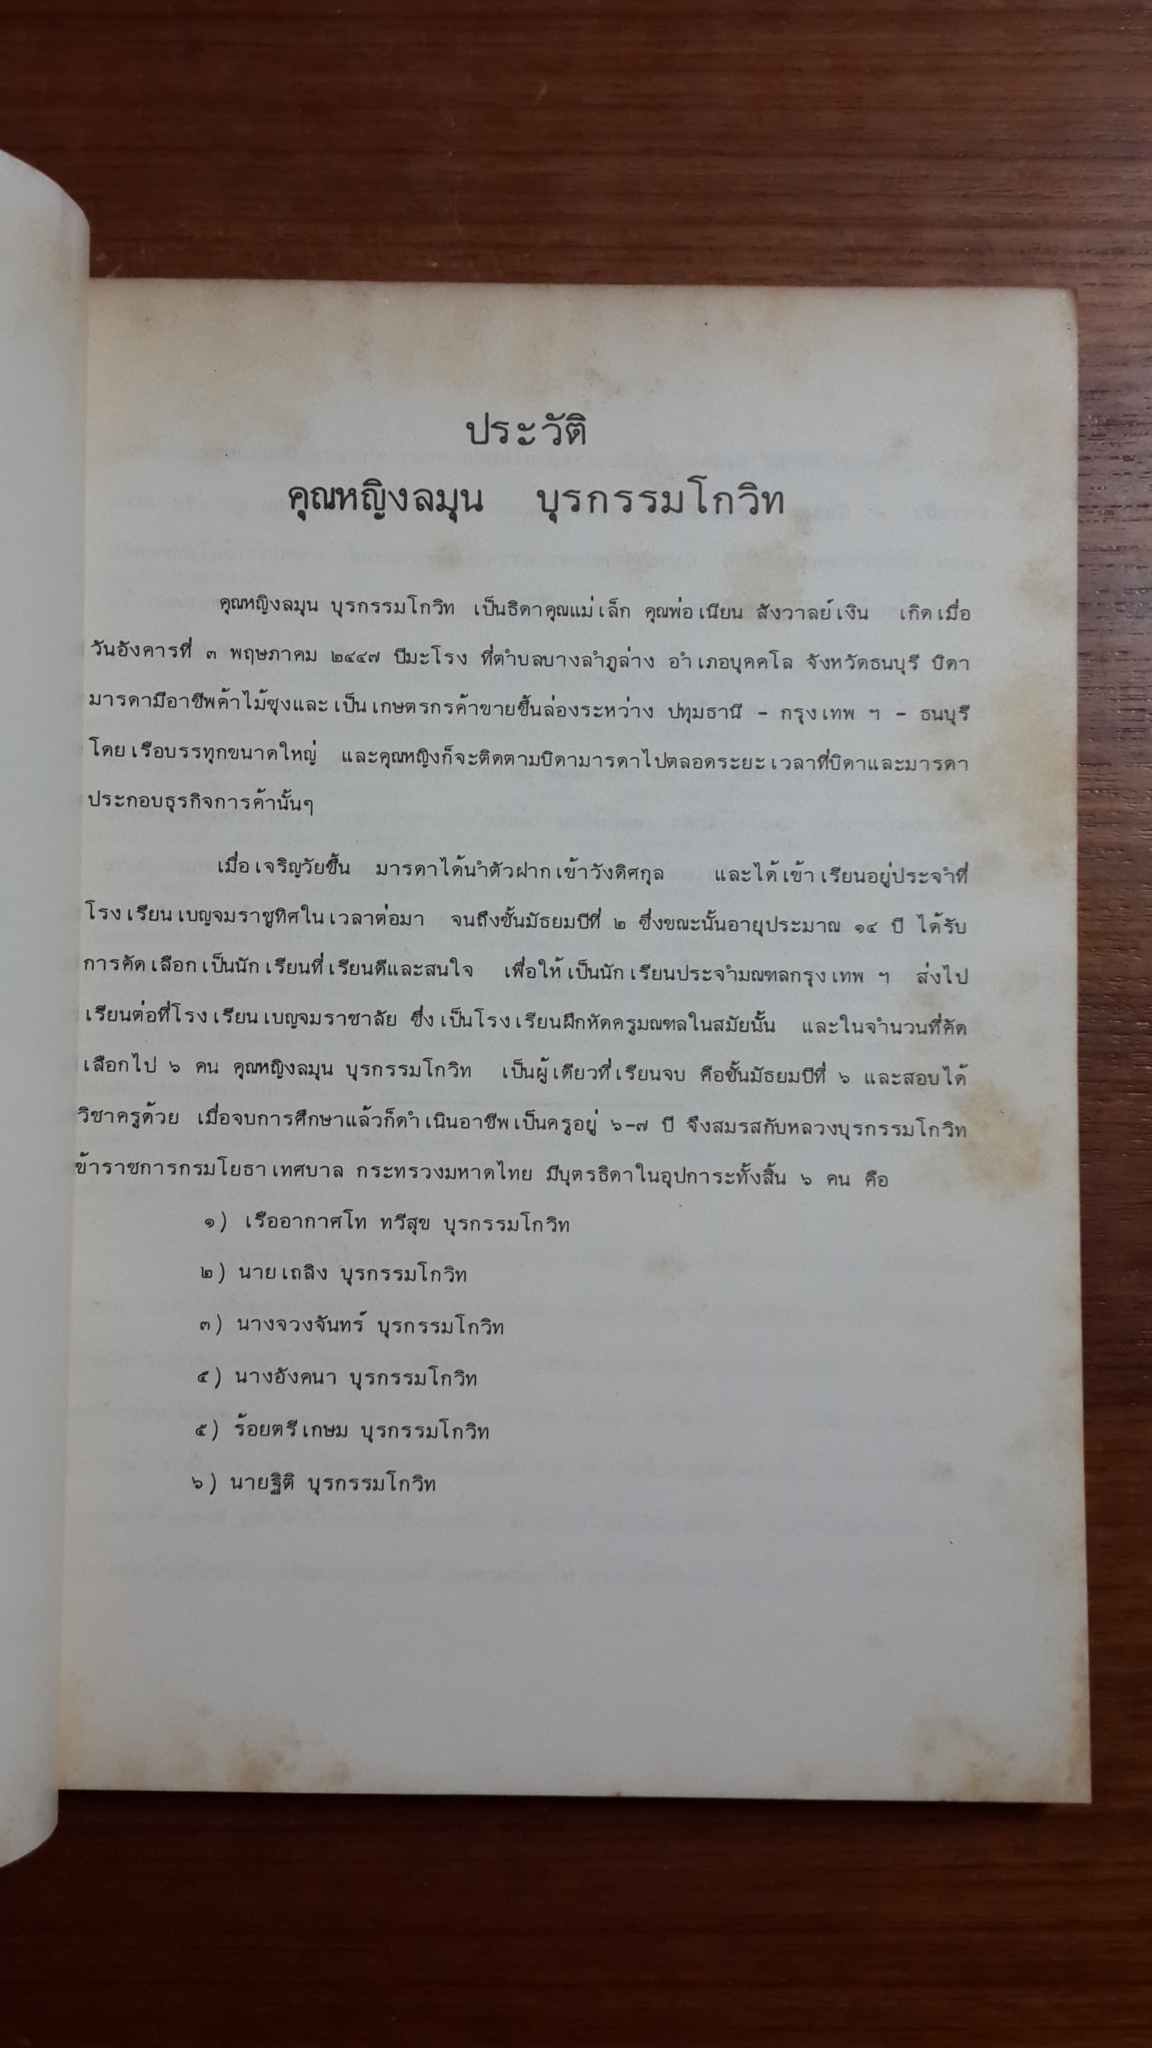 ประวัติ
คุณหญิงลมุน บุรกรรมโกวิท
คุณหญิงลมุน บุรกรรมโกวิท เป็นธิดาคุณแม่เล็ก คุณพ่อเนียน สังวาลย์เงิน เกิดเมื่อ
วันอังคารที่ ๓ พฤษภาคม ๒๔๔๗ ปีมะโรง ที่ตำบลบางลำภูล่าง อำเภอบุคคโล จังหวัดธนบุรี บิดา
มารดามีอาชีพค้าไม้ซุงและเป็นเกษตรกรค้าขายขึ้นล่องระหว่าง ปทุมธานี - กรุงเทพ ฯ - ธนบุรี
โดยเรือบรรทุกขนาดใหญ่ และคุณหญิงก็จะติดตามบิดามารดาไปตลอดระยะเวลาที่บิดาและมารดา
ประกอบธุรกิจการค้านั้นๆ
เมื่อเจริญวัยขึ้น มารดาได้นำตัวฝากเข้าวังดิศกุล และได้เข้าเรียนอยู่ประจำที่
โรงเรียนเบญจมราชูทิศในเวลาต่อมา จนถึงชั้นมัธยมปีที่ ๒ ซึ่งขณะนั้นอายุประมาณ ๑๔ ปี ได้รับ
การคัดเลือกเป็นนักเรียนที่เรียนดีและสนใจ เพื่อให้เป็นนักเรียนประจำมณฑลกรุงเทพ ฯ ส่งไป
เรียนต่อที่โรงเรียนเบญจมราชาลัย ซึ่งเป็นโรงเรียนฝึกหัดครูมณฑลในสมัยนั้น และในจำนวนที่คัด
เลือกไป ๖ คน คุณหญิงลมุน บุรกรรมโกวิท เป็นผู้เดียวที่เรียนจบ คือชั้นมัธยมปีที่ ๖ และสอบได้
วิชาครูด้วย เมื่อจบการศึกษาแล้วก็ดำเนินอาชีพเป็นครูอยู่ ๖-๗ ปี จึงสมรสกับหลวงบุรกรรมโกวิท
ข้าราชการกรมโยธาเทศบาล กระทรวงมหาดไทย มีบุตรธิดาในอุปการะทั้งสิ้น ๖ คน คือ
๑) เรืออากาศโท ทวีสุข บุรกรรมโกวิท
๒) นายเถลิง บุรกรรมโกวิท
๓) นางจวงจันทร์ บุรกรรมโกวิท
๔) นางอังคนา บุรกรรมโกวิท
๕) ร้อยตรีเกษม บุรกรรมโกวิท
๖) นายฐิติ บุรกรรมโกวิท